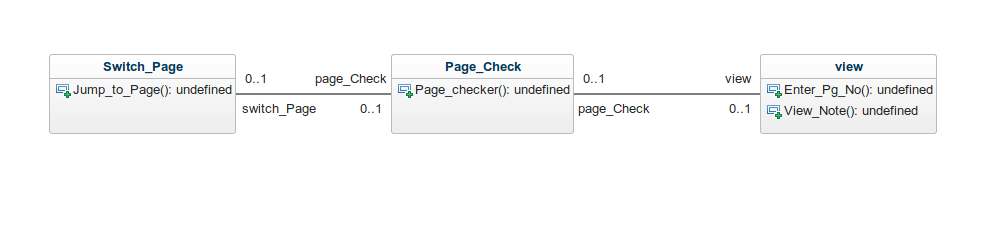 Switch_Page
Jump_to_Page(): undefined
0..1
page_Check
switch_Page
0..1
Page_Check
Page_checker(): undefined
0..1
view
page_Check
0..1
view
Enter_Pg_No(): undefined
View_Note(): undefined